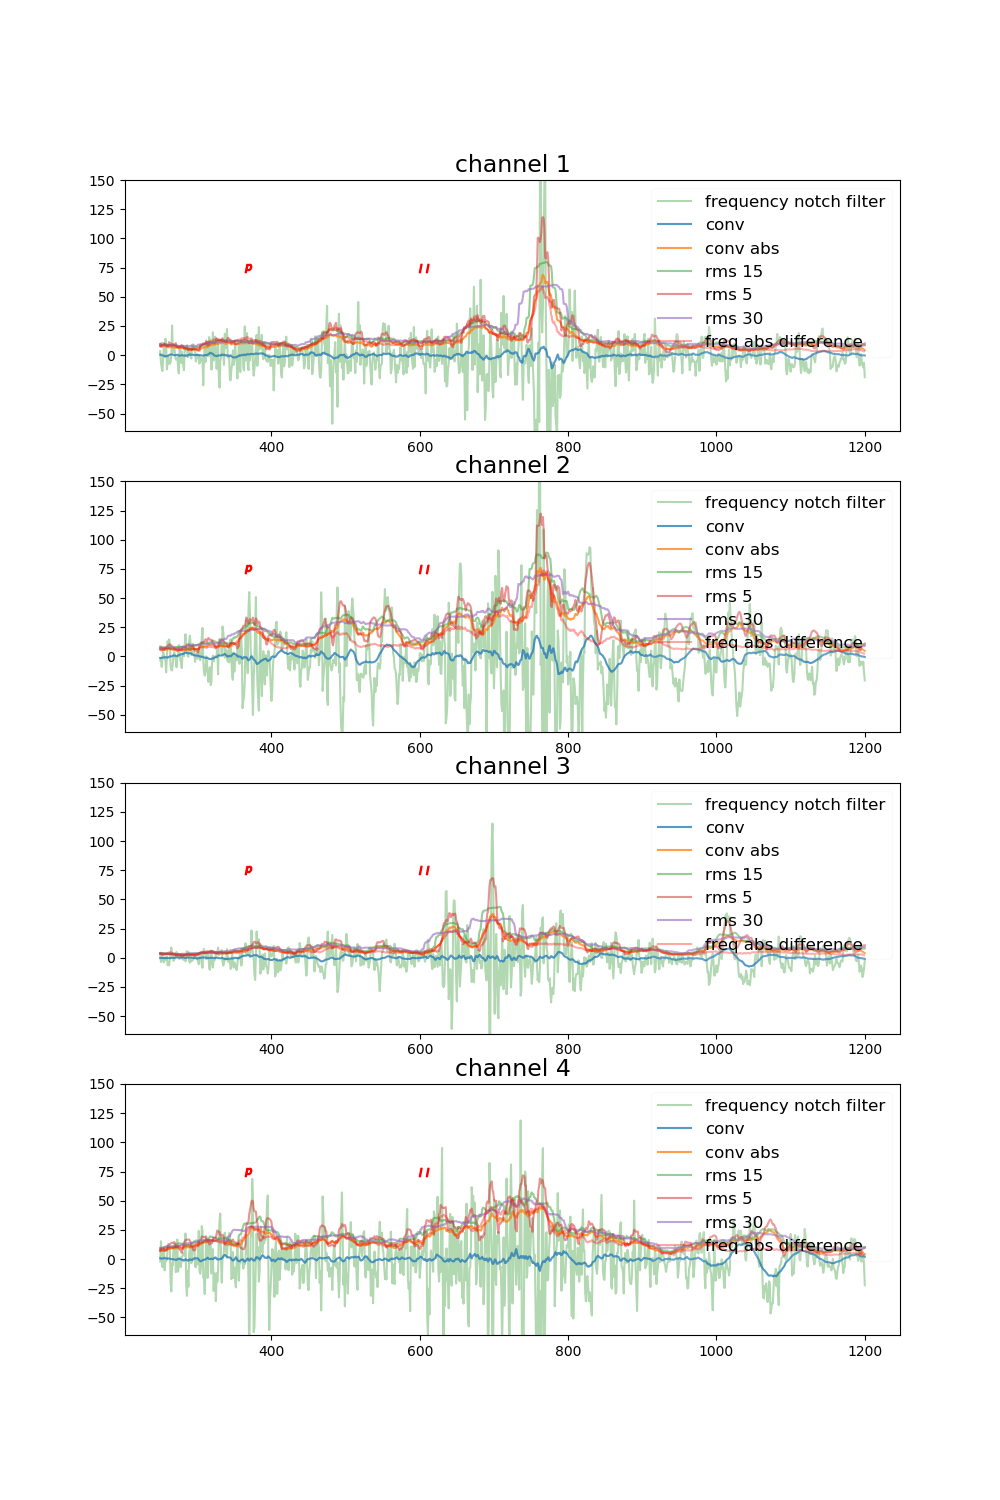 channel 1
150
125
100
75
50
25
0
−25
−50
p
I I
frequency notch filter
conv
conv abs
rms 15
rms 5
rms 30
freq abs difference
400 600 800 1000 1200
channel 2
150
125
100
75
50
25
0
−25
−50
p
I I
frequency notch filter
conv
conv abs
rms 15
rms 5
rms 30
freq abs difference
400 600 800 1000 1200
channel 3
150
125
100
75
50
25
0
−25
−50
p
I I
frequency notch filter
conv
conv abs
rms 15
rms 5
rms 30
freq abs difference
400 600 800 1000 1200
channel 4
150
125
100
75
50
25
0
−25
−50
p
I I
frequency notch filter
conv
conv abs
rms 15
rms 5
rms 30
freq abs difference
400 600 800 1000 1200